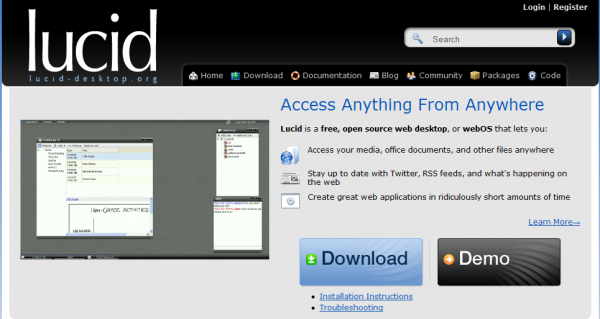 Login | Register
lucid
lucid-desktop.org
Search
Home Download Documentation Blog Community Packages Code
Access Anything From Anywhere
Lucid is a free, open source web desktop, or webOS that lets you:
Access your media, office documents, and other files anywhere
Stay up to date with Twitter, RSS feeds, and what's happening on
the web
Create great web applications in ridiculously short amounts of time
Learn More→
Download
Demo
• Installation Instructions
• Troubleshooting